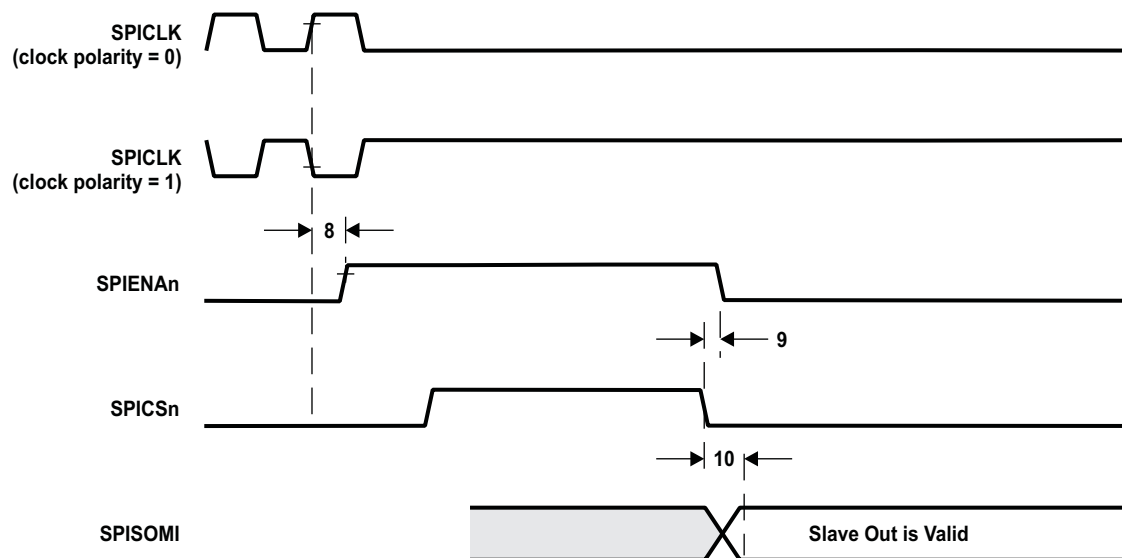 SPICLK
(clock polarity = 0)
SPICLK
(clock polarity = 1)
8
SPIENAn
9
SPICSn
10
SPISOMI
Slave Out is Valid